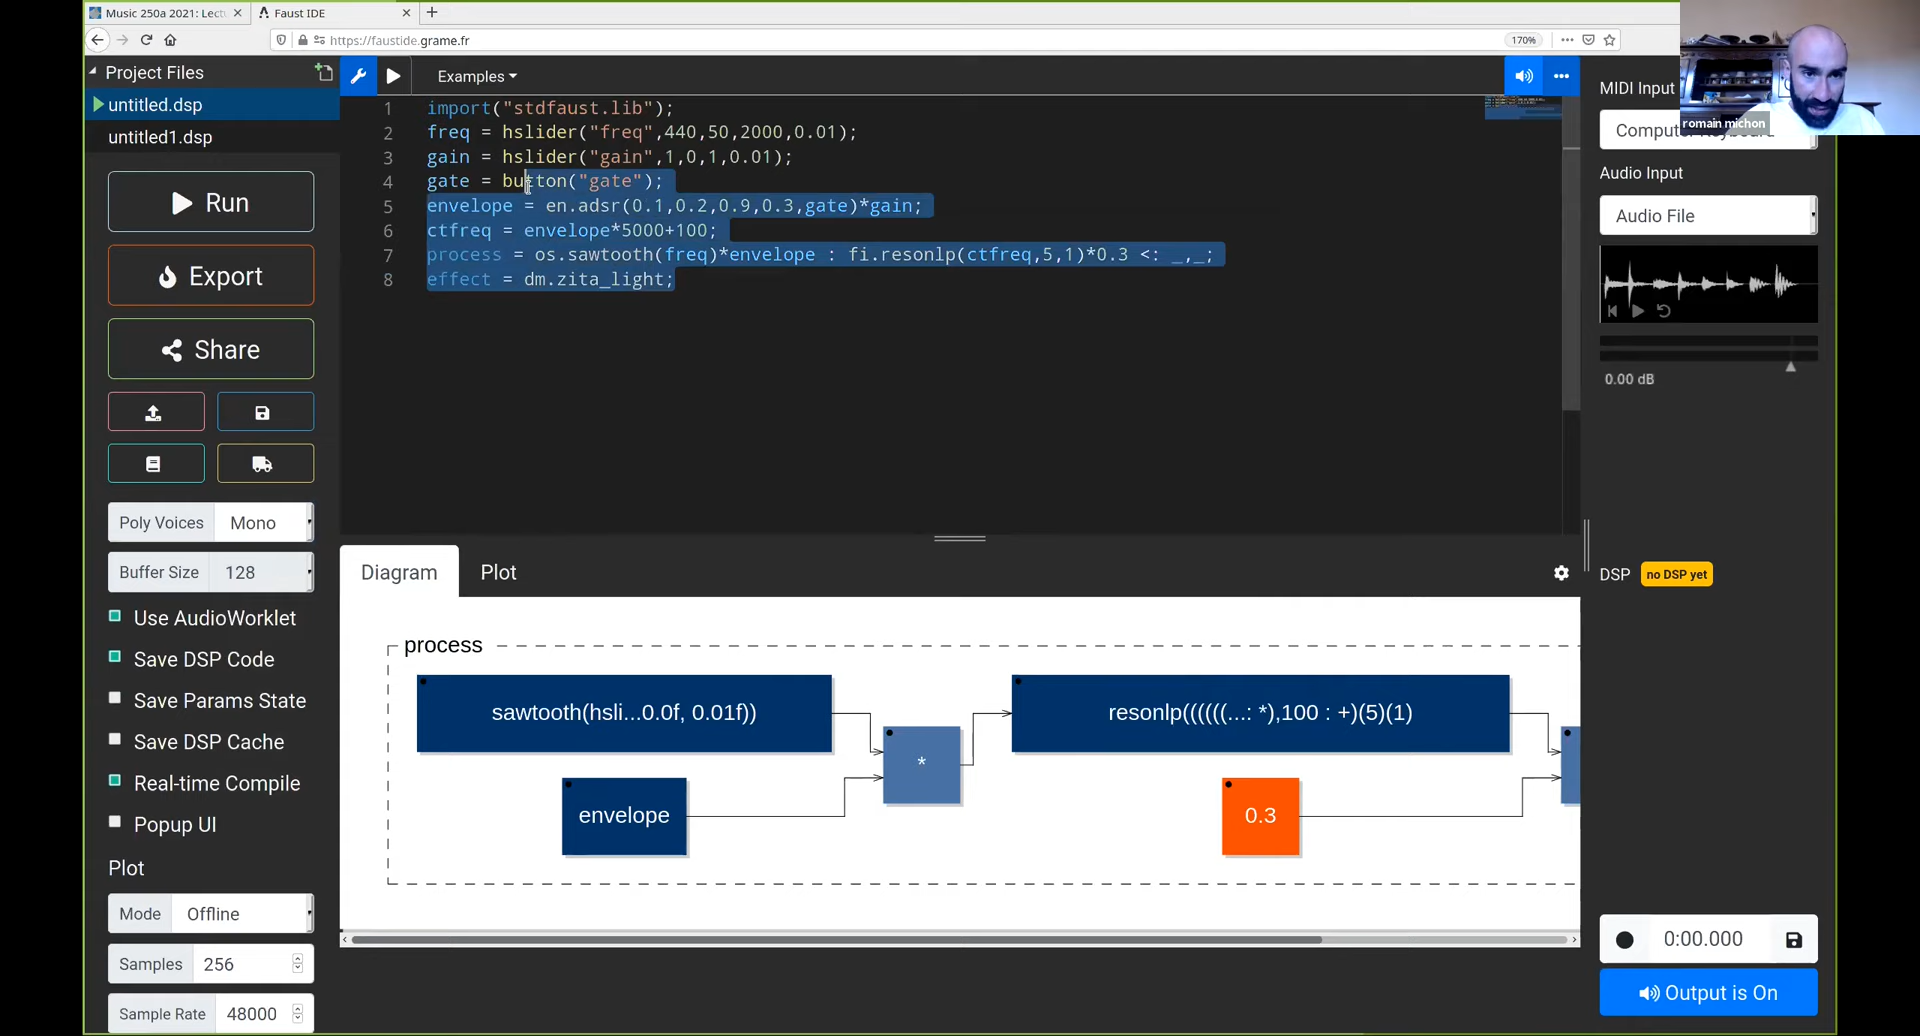 Music 250a 2021: Lectu
Faust IDE
https://faustide.grame.fr
170%
romain michon
Project Files
untitled.dsp
untitled1.dsp
Run
Export
Share
Poly Voices
Mono
Buffer Size
128
Use AudioWorklet
Save DSP Code
Save Params State
Save DSP Cache
Real-time Compile
Popup UI
Plot
Mode
Offline
Samples
256
Sample Rate
48000
Examples
1 import("stdfaust.lib");
2 freq = hslider("freq",440,50,2000,0.01);
3 gain = hslider("gain",1,0,1,0.01);
4 gate = button("gate");
5 envelope = en.adsr(0.1,0.2,0.9,0.3,gate)*gain;
6 ctfreq = envelope*5000+100;
7 process = os.sawtooth(freq)*envelope : fi.resonlp(ctfreq,5,1)*0.3 <: _,_;
8 effect = dm.zita_light;
Diagram
Plot
process
sawtooth(hsli...0.0f, 0.01f))
*
resonlp((((((...: *),100 : +)(5)(1)
envelope
0.3
MIDI Input
Audio Input
Audio File
0.00 dB
DSP
no DSP yet
0:00.000
Output is On